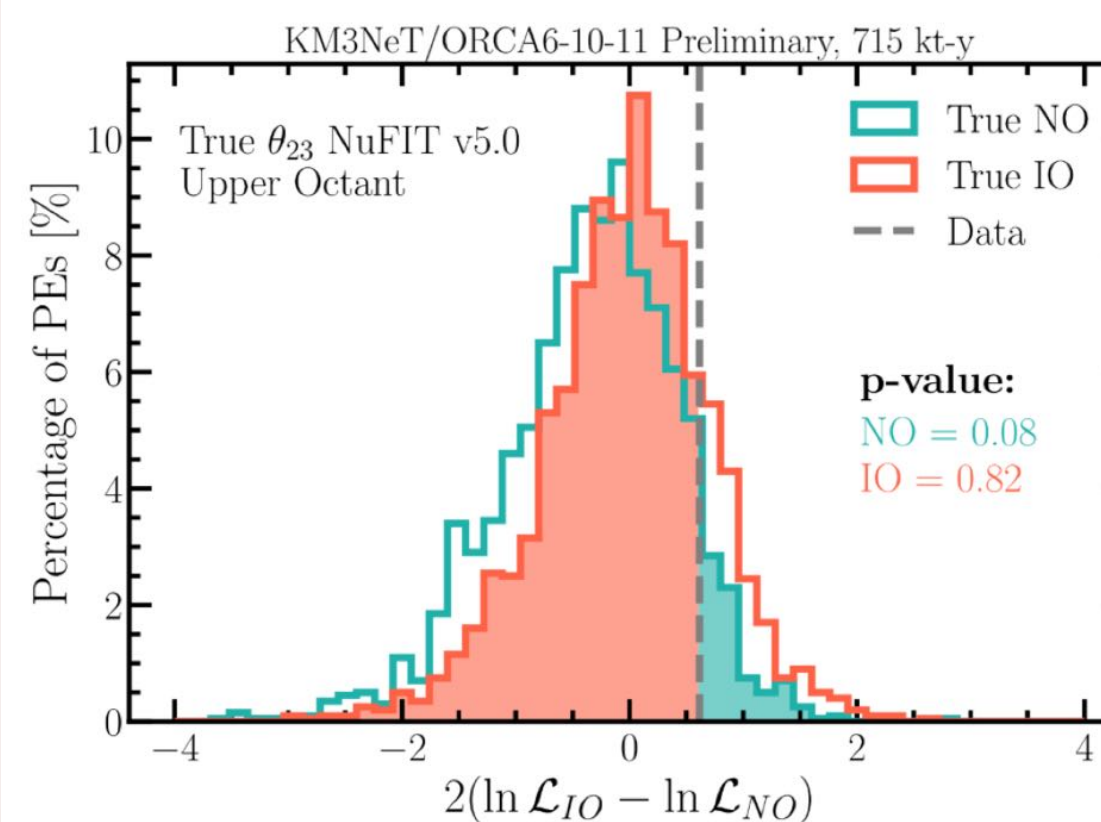 KM3NeT/ORCA6-10-11 Preliminary, 715 kt-y
True θ₂₃ NuFIT v5.0
Upper Octant
True NO
True IO
Data
p-value:
NO = 0.08
IO = 0.82
Percentage of PEs [%]
10
8
6
4
2
0
−4
−2
0
2
4
2(ln 𝓛_IO − ln 𝓛_NO)